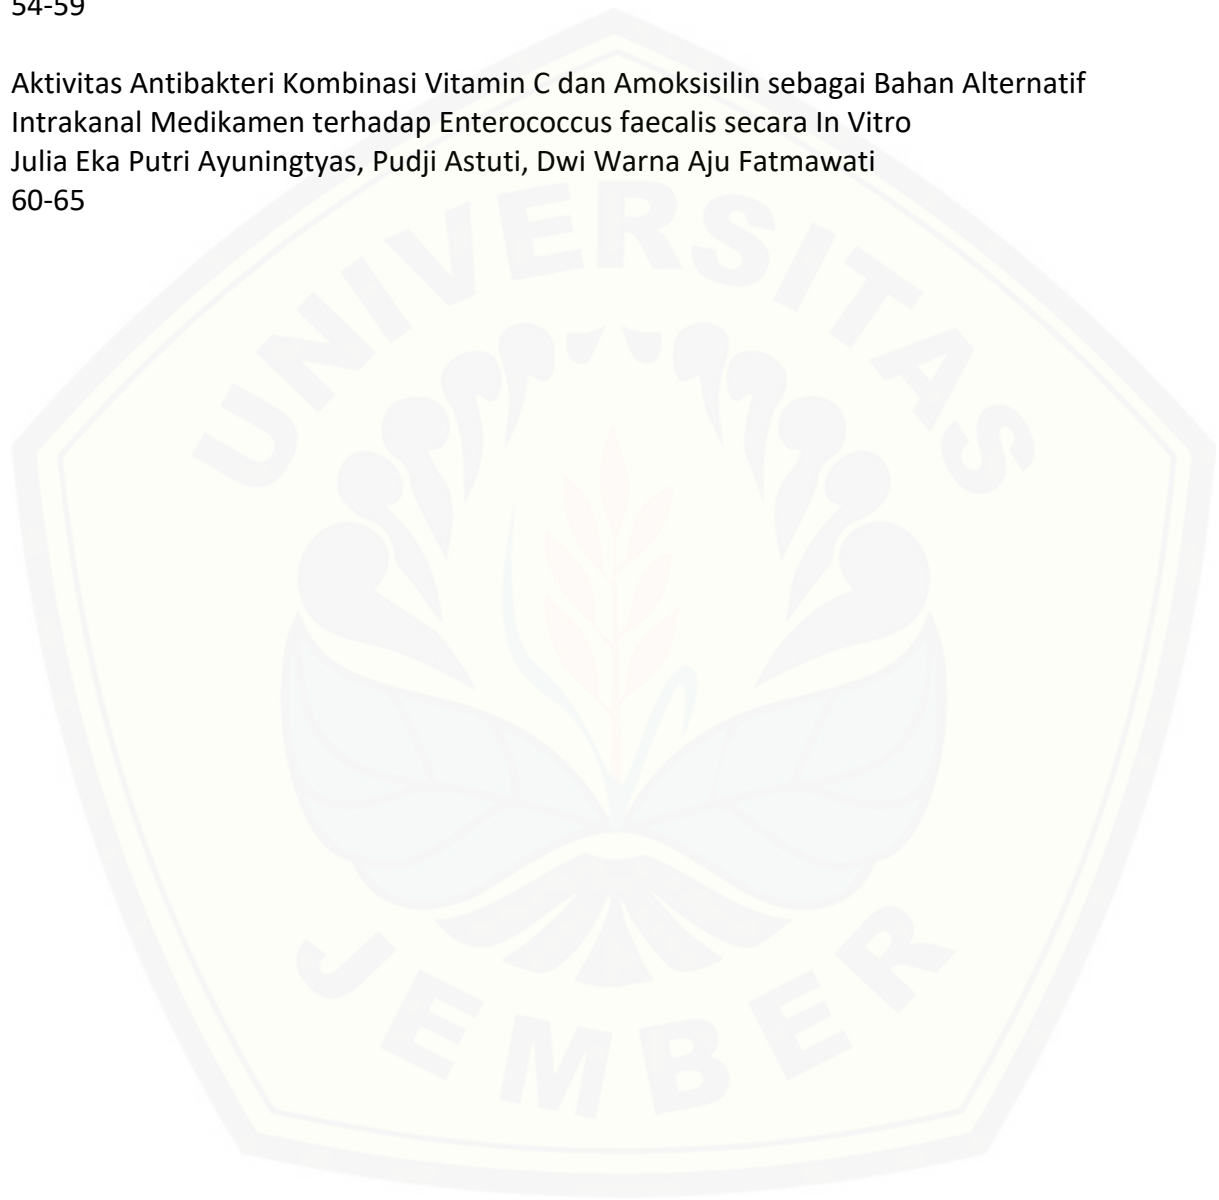 54-59
Aktivitas Antibakteri Kombinasi Vitamin C dan Amoksisilin sebagai Bahan Alternatif
Intrakanal Medikamen terhadap Enterococcus faecalis secara In Vitro
Julia Eka Putri Ayuningtyas, Pudji Astuti, Dwi Warna Aju Fatmawati
60-65
UNIVERSITAS
JEMBER